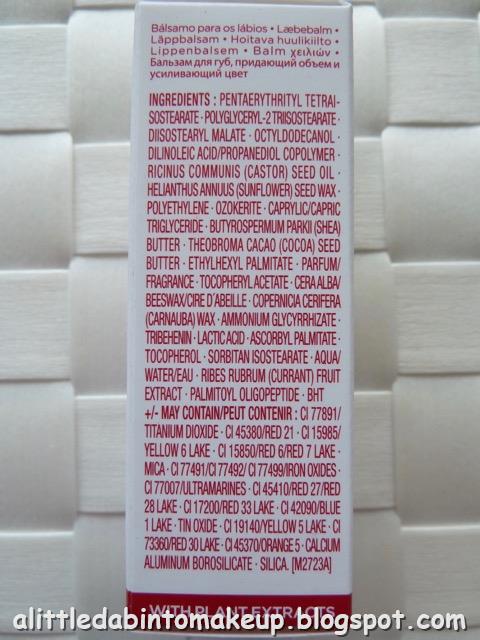 Bálsamo para os lábios • Læbebalm •
Läppbalsam • Hoitava huulikiilto •
Lippenbalsem • Balm χειλιών •
Бальзам для губ, придающий объем и
усиливающий цвет
INGREDIENTS : PENTAERYTHRITYL TETRAI-
SOSTEARATE · POLYGLYCERYL-2 TRIISOSTEARATE ·
DIISOSTEARYL MALATE · OCTYLDODECANOL ·
DILINOLEIC ACID/PROPANEDIOL COPOLYMER ·
RICINUS COMMUNIS (CASTOR) SEED OIL ·
HELIANTHUS ANNUUS (SUNFLOWER) SEED WAX ·
POLYETHYLENE · OZOKERITE · CAPRYLIC/CAPRIC
TRIGLYCERIDE · BUTYROSPERMUM PARKII (SHEA)
BUTTER · THEOBROMA CACAO (COCOA) SEED
BUTTER · ETHYLHEXYL PALMITATE · PARFUM/
FRAGRANCE · TOCOPHERYL ACETATE · CERA ALBA/
BEESWAX/CIRE D'ABEILLE · COPERNICIA CERIFERA
(CARNAUBA) WAX · AMMONIUM GLYCYRRHIZATE ·
TRIBEHENIN · LACTIC ACID · ASCORBYL PALMITATE ·
TOCOPHEROL · SORBITAN ISOSTEARATE · AQUA/
WATER/EAU · RIBES RUBRUM (CURRANT) FRUIT
EXTRACT · PALMITOYL OLIGOPEPTIDE · BHT
+/- MAY CONTAIN/PEUT CONTENIR : CI 77891/
TITANIUM DIOXIDE · CI 45380/RED 21 · CI 15985/
YELLOW 6 LAKE · CI 15850/RED 6/RED 7 LAKE ·
MICA · CI 77491/CI 77492/ CI 77499/IRON OXIDES ·
CI 77007/ULTRAMARINES · CI 45410/RED 27/RED
28 LAKE · CI 17200/RED 33 LAKE · CI 42090/BLUE
1 LAKE · TIN OXIDE · CI 19140/YELLOW 5 LAKE · CI
73360/RED 30 LAKE · CI 45370/ORANGE 5 · CALCIUM
ALUMINUM BOROSILICATE · SILICA. [M2723A]
WITH PLANT EXTRACTS
alittledabintomakeup.blogspot.com